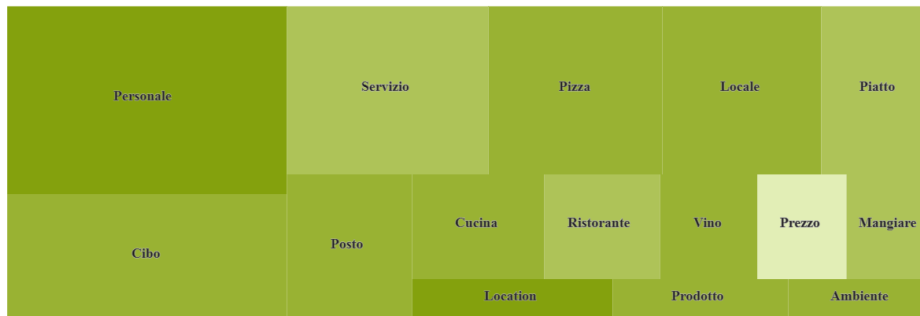 Personale
Servizio
Pizza
Locale
Piatto
Cibo
Posto
Cucina
Ristorante
Vino
Prezzo
Mangiare
Location
Prodotto
Ambiente